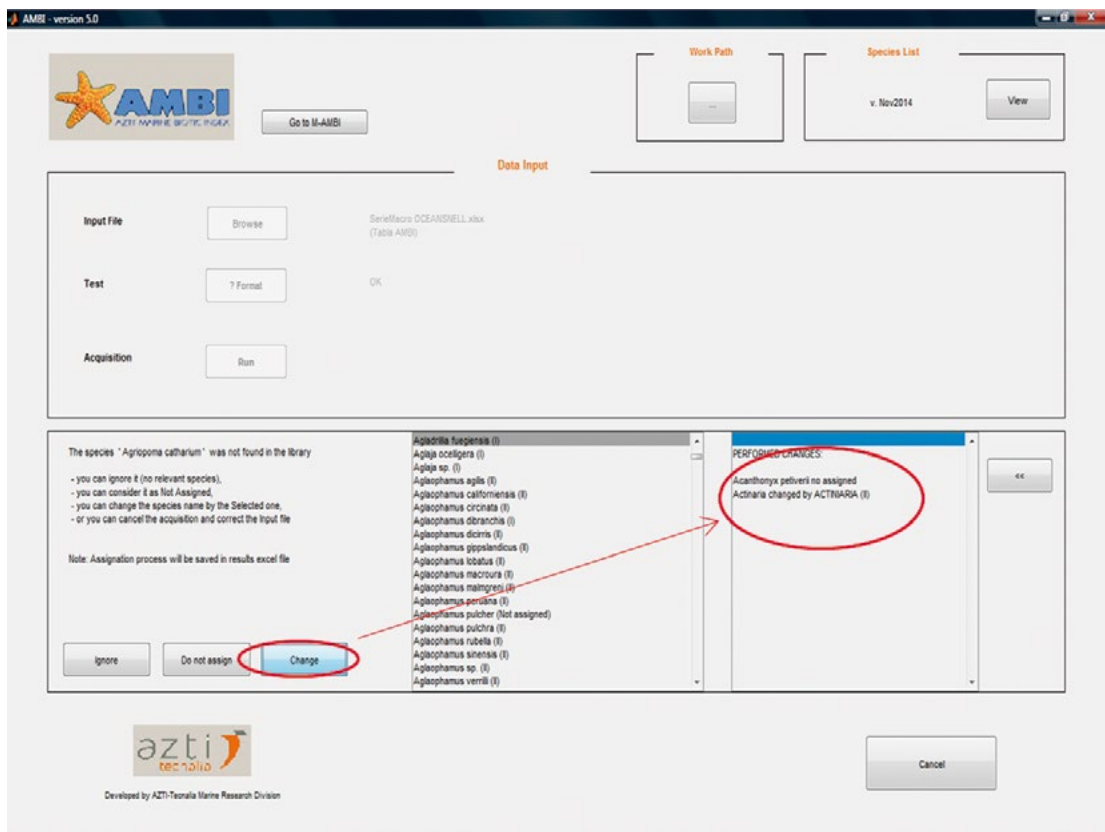 AMBI - version 5.0
AMBI
AZTI MARINE BIOTIC INDEX
Go to M-AMBI
Work Path
...
Species List
v. Nov2014
View
Data Input
Input File
Browse
SerieMacro OCEANSNELL.xlsx
(Tabla AMBI)
Test
? Format
OK
Acquisition
Run
The species "Agriopoma catharium" was not found in the library
- you can ignore it (no relevant species),
- you can consider it as Not Assigned,
- you can change the species name by the Selected one,
- or you can cancel the acquisition and correct the Input file
Note: Assignation process will be saved in results excel file
Ignore
Do not assign
Change
Agladrillia fuegiensis (I)
Aglaja ocelligera (I)
Aglaja sp. (I)
Aglaophamus agilis (II)
Aglaophamus californiensis (II)
Aglaophamus circinata (II)
Aglaophamus dibranchis (I)
Aglaophamus dicirris (II)
Aglaophamus gippslandicus (II)
Aglaophamus lobatus (II)
Aglaophamus macroura (II)
Aglaophamus malmgreni (II)
Aglaophamus peruana (II)
Aglaophamus pulcher (Not assigned)
Aglaophamus pulchra (II)
Aglaophamus rubella (II)
Aglaophamus sinensis (II)
Aglaophamus sp. (II)
Aglaophamus verrilli (II)
PERFORMED CHANGES:
Acanthonyx petiverii no assigned
Actinaria changed by ACTINIARIA (II)
<<
azti
tecnalia
Developed by AZTI-Tecnalia Marine Research Division
Cancel